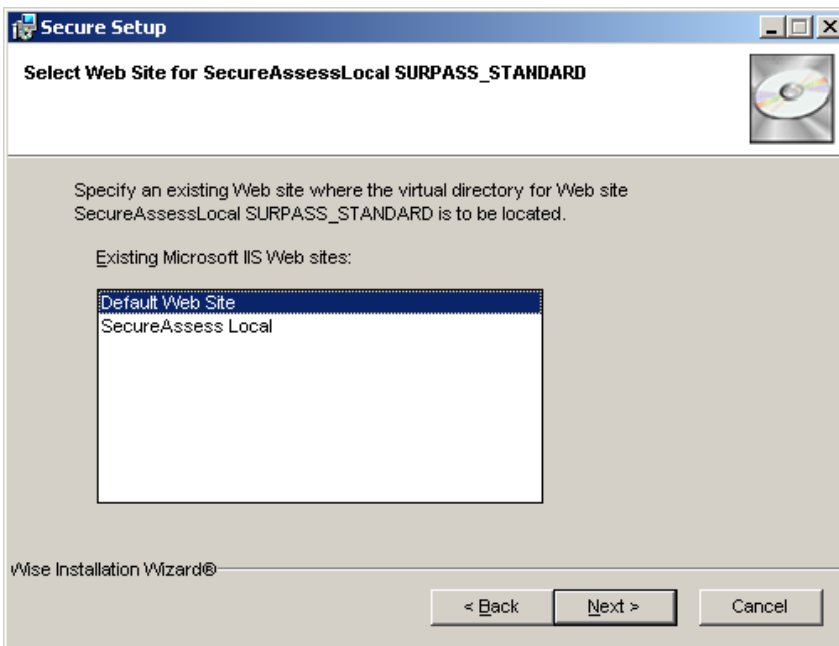 Secure Setup
Select Web Site for SecureAssessLocal SURPASS_STANDARD
Specify an existing Web site where the virtual directory for Web site
SecureAssessLocal SURPASS_STANDARD is to be located.
Existing Microsoft IIS Web sites:
Default Web Site
SecureAssess Local
Wise Installation Wizard®
< Back Next > Cancel